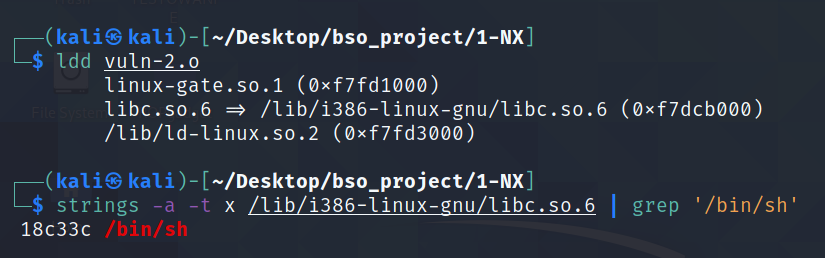 ┌──(kali㉿kali)-[~/Desktop/bso_project/1-NX]
└─$ ldd vuln-2.o
linux-gate.so.1 (0×f7fd1000)
libc.so.6 ⇒ /lib/i386-linux-gnu/libc.so.6 (0×f7dcb000)
/lib/ld-linux.so.2 (0×f7fd3000)
┌──(kali㉿kali)-[~/Desktop/bso_project/1-NX]
└─$ strings -a -t x /lib/i386-linux-gnu/libc.so.6 | grep '/bin/sh'
18c33c /bin/sh